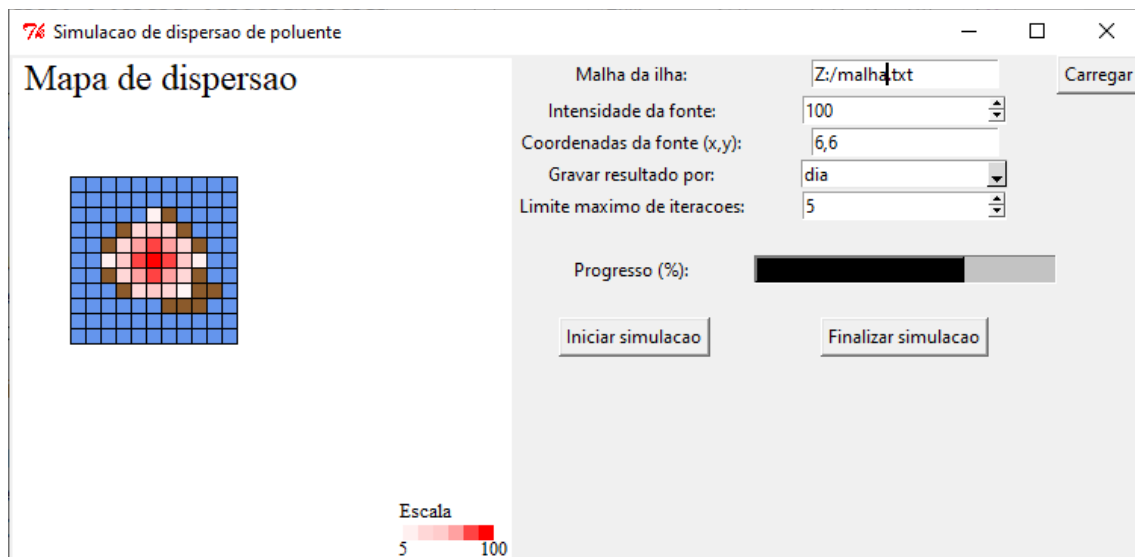 Simulacao de dispersao de poluente
Mapa de dispersao
Malha da ilha: Z:/malha.txt Carregar
Intensidade da fonte: 100
Coordenadas da fonte (x,y): 6,6
Gravar resultado por: dia
Limite maximo de iteracoes: 5
Progresso (%):
Iniciar simulacao Finalizar simulacao
Escala
5 100